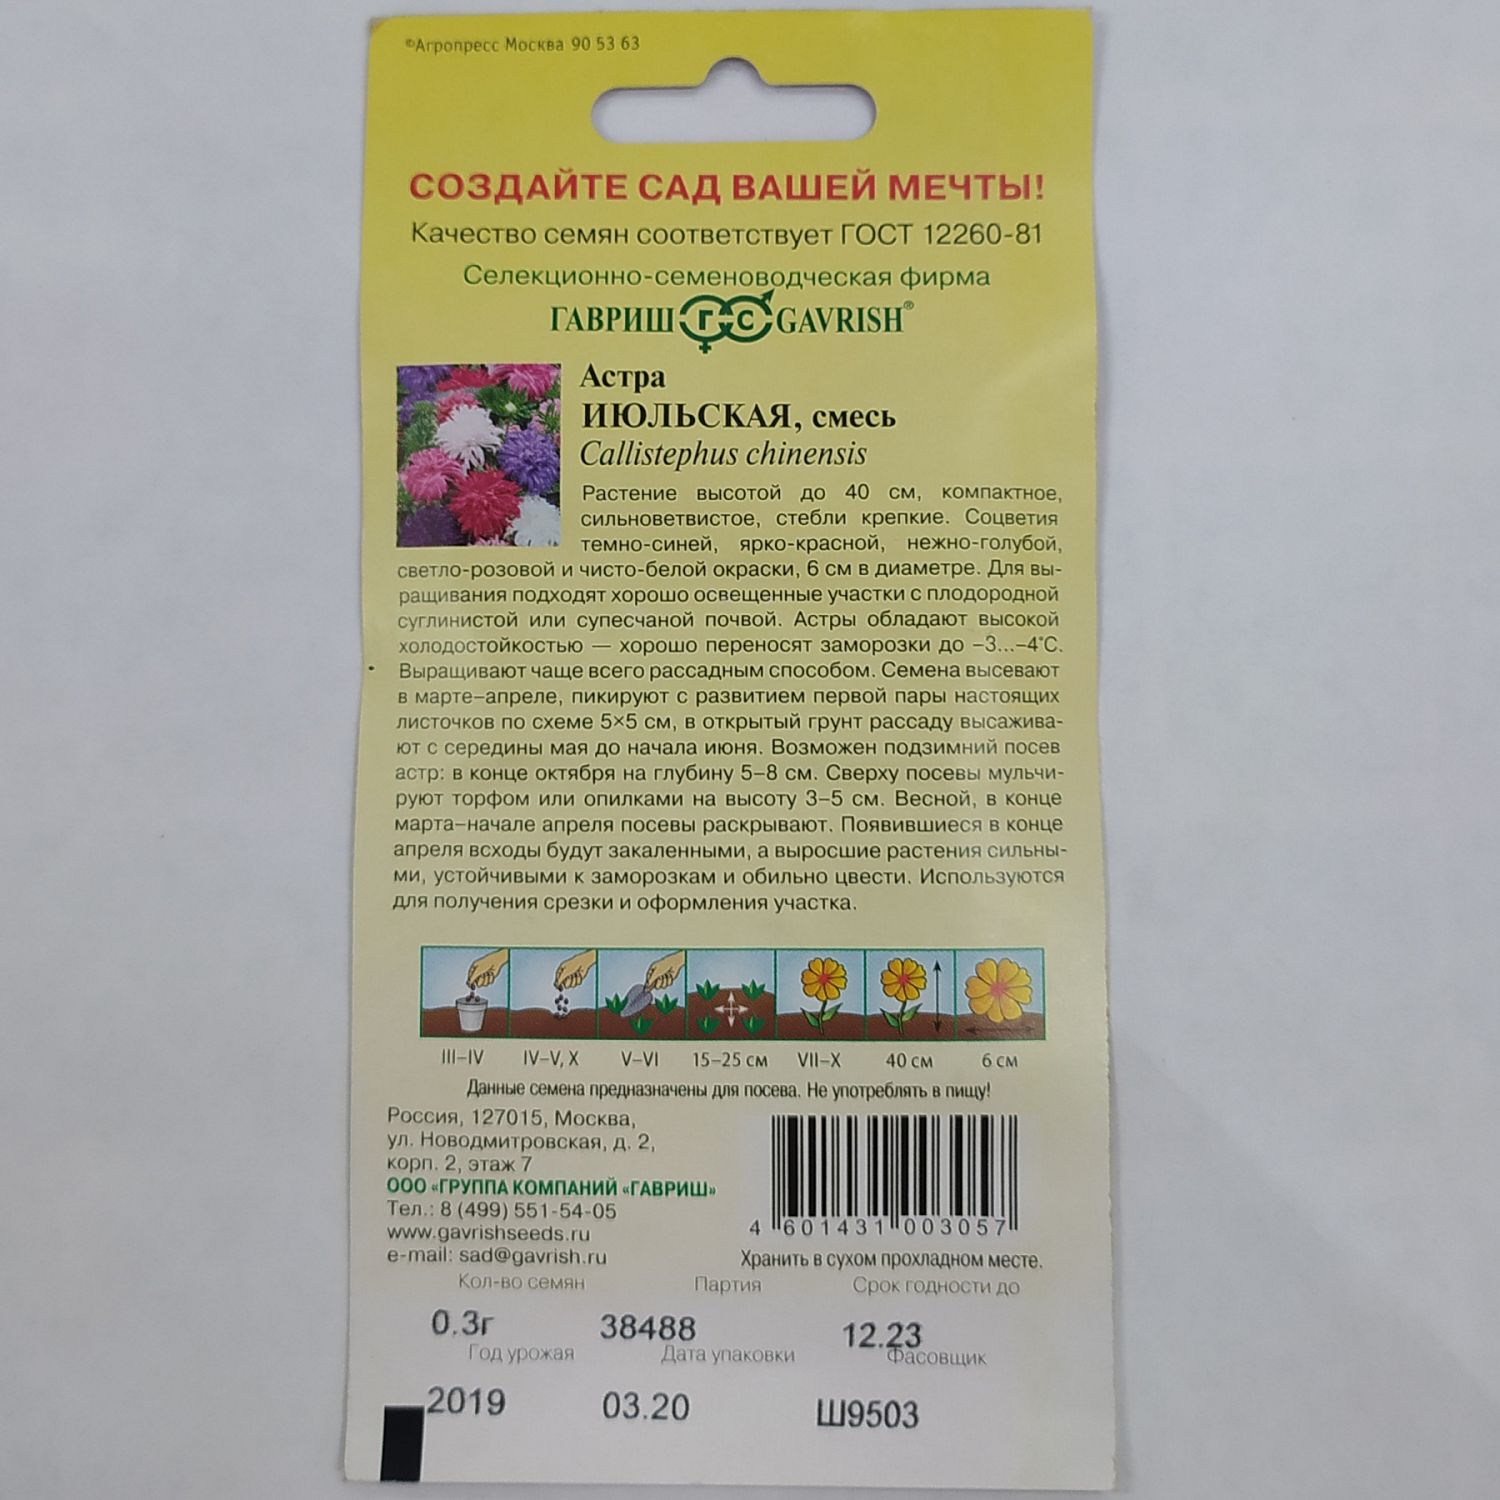 ©Агропресс Москва 90 53 63
СОЗДАЙТЕ САД ВАШЕЙ МЕЧТЫ!
Качество семян соответствует ГОСТ 12260-81
Селекционно-семеноводческая фирма
ГАВРИШ ГС GAVRISH®
Астра
ИЮЛЬСКАЯ, смесь
Callistephus chinensis
Растение высотой до 40 см, компактное,
сильноветвистое, стебли крепкие. Соцветия
темно-синей, ярко-красной, нежно-голубой,
светло-розовой и чисто-белой окраски, 6 см в диаметре. Для вы-
ращивания подходят хорошо освещенные участки с плодородной
суглинистой или супесчаной почвой. Астры обладают высокой
холодостойкостью — хорошо переносят заморозки до –3...–4°С.
Выращивают чаще всего рассадным способом. Семена высевают
в марте–апреле, пикируют с развитием первой пары настоящих
листочков по схеме 5×5 см, в открытый грунт рассаду высажива-
ют с середины мая до начала июня. Возможен подзимний посев
астр: в конце октября на глубину 5–8 см. Сверху посевы мульчи-
руют торфом или опилками на высоту 3–5 см. Весной, в конце
марта–начале апреля посевы раскрывают. Появившиеся в конце
апреля всходы будут закаленными, а выросшие растения сильны-
ми, устойчивыми к заморозкам и обильно цвести. Используются
для получения срезки и оформления участка.
III–IV IV–V, X V–VI 15–25 см VII–X 40 см 6 см
Данные семена предназначены для посева. Не употреблять в пищу!
Россия, 127015, Москва,
ул. Новодмитровская, д. 2,
корп. 2, этаж 7
ООО «ГРУППА КОМПАНИЙ «ГАВРИШ»
Тел.: 8 (499) 551-54-05
www.gavrishseeds.ru
e-mail: sad@gavrish.ru
4 601431 003057
Хранить в сухом прохладном месте.
Кол-во семян Партия Срок годности до
0.3г 38488 12.23
Год урожая Дата упаковки Фасовщик
2019 03.20 Ш9503